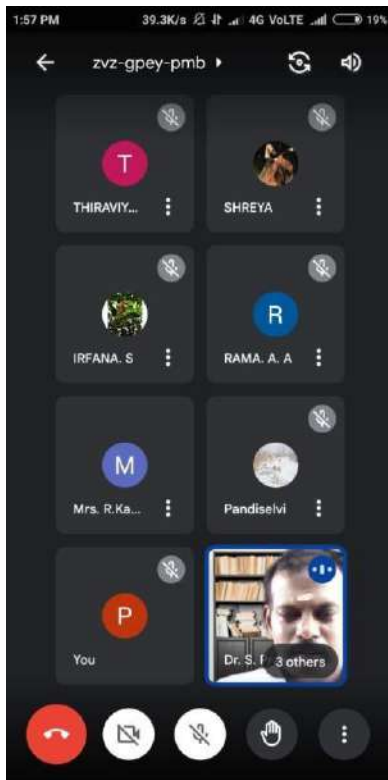 1:57 PM 39.3K/s 4G VoLTE 19%
zvz-gpey-pmb
T
THIRAVIY...
SHREYA
IRFANA. S
R
RAMA. A. A
M
Mrs. R.Ka...
Pandiselvi
P
You
Dr. S. 3 others